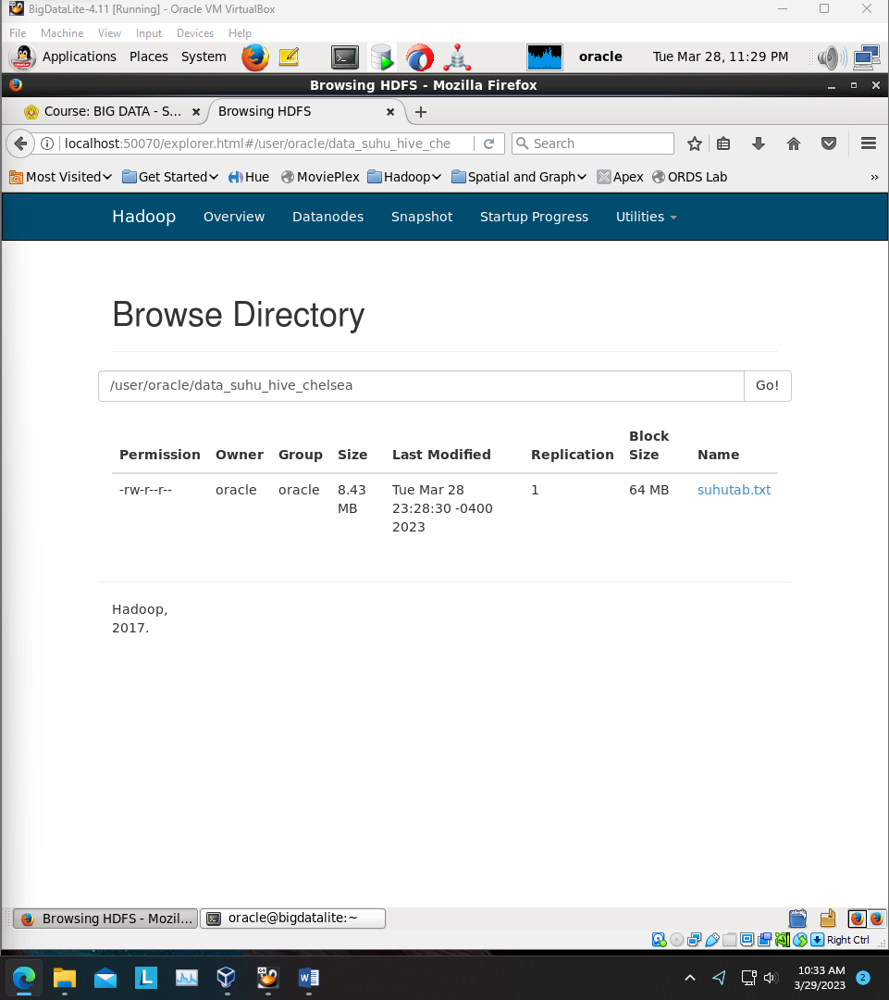 BigDataLite-4.11 [Running] - Oracle VM VirtualBox
File Machine View Input Devices Help
Applications Places System oracle Tue Mar 28, 11:29 PM
Browsing HDFS - Mozilla Firefox
Course: BIG DATA - S... Browsing HDFS
localhost:50070/explorer.html#/user/oracle/data_suhu_hive_che Search
Most Visited Get Started Hue MoviePlex Hadoop Spatial and Graph Apex ORDS Lab »
Hadoop Overview Datanodes Snapshot Startup Progress Utilities
Browse Directory
/user/oracle/data_suhu_hive_chelsea Go!
Permission Owner Group Size Last Modified Replication Block Size Name
-rw-r--r-- oracle oracle 8.43 MB Tue Mar 28 23:28:30 -0400 2023 1 64 MB suhutab.txt
Hadoop,
2017.
Browsing HDFS - Mozil... oracle@bigdatalite:~
Right Ctrl
10:33 AM
3/29/2023 2